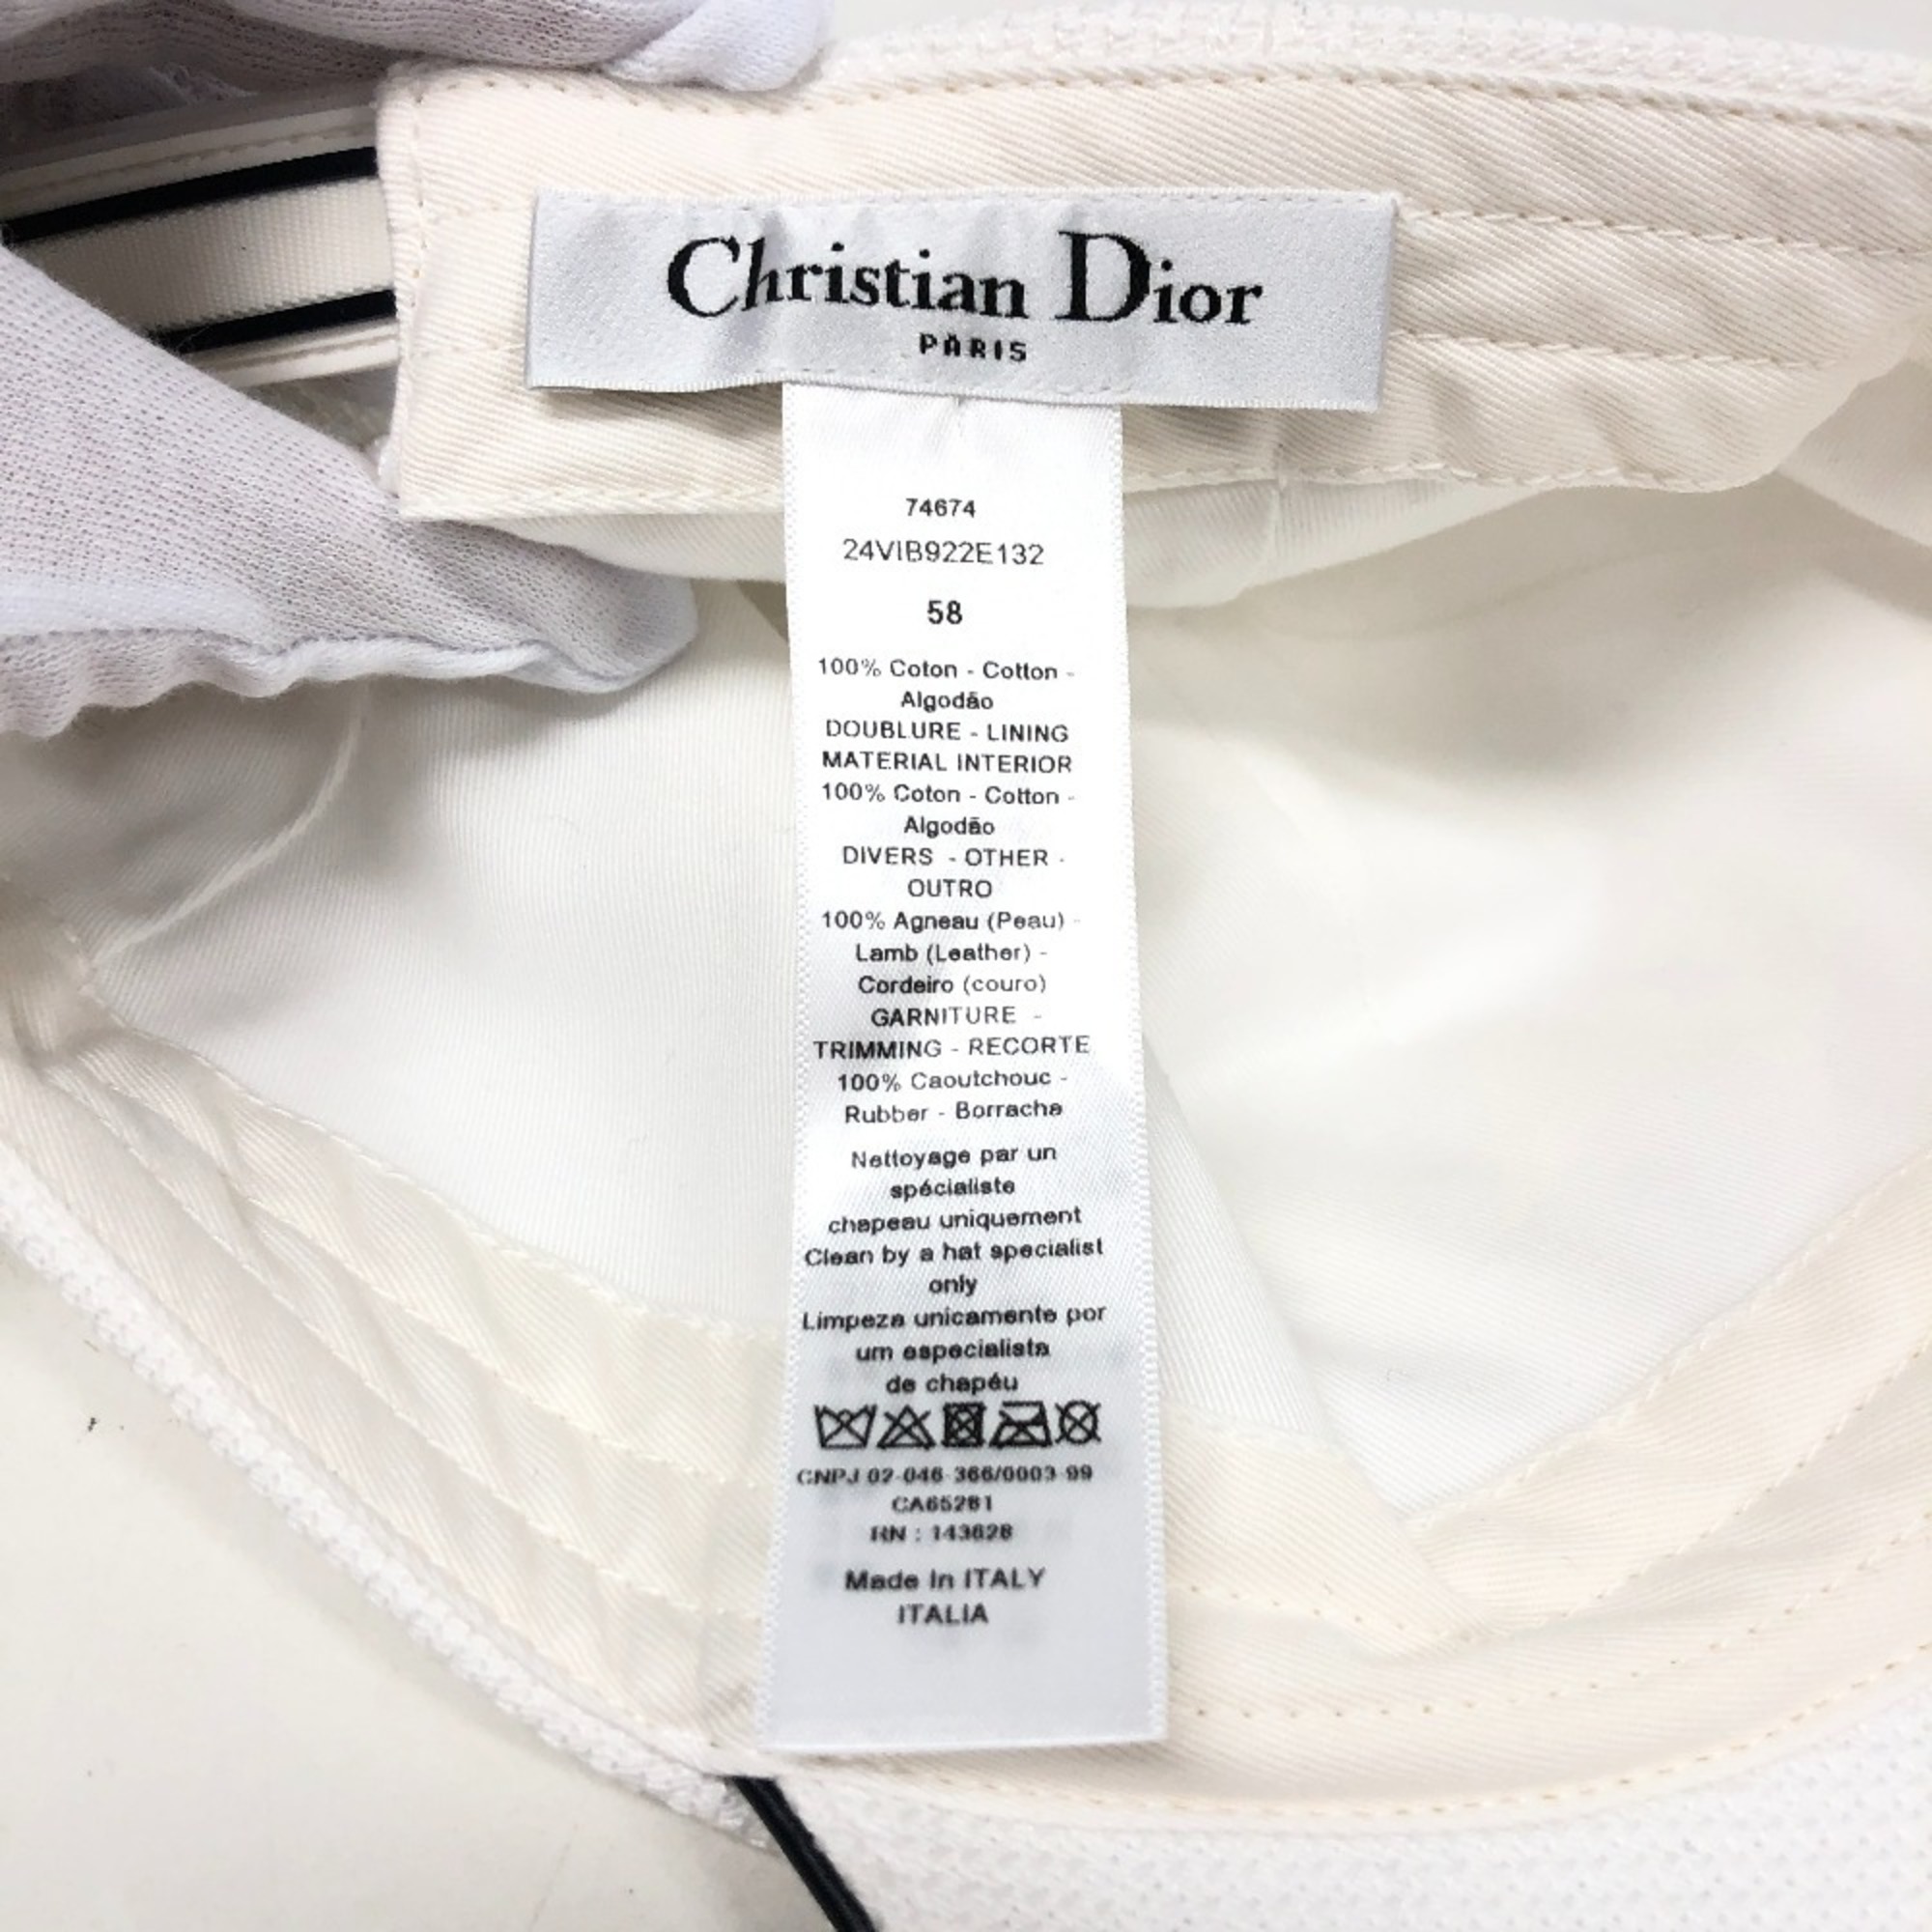 Christian Dior
PARIS
74674
24VIB922E132
58
100% Coton - Cotton -
Algodão
DOUBLURE - LINING
MATERIAL INTERIOR
100% Coton - Cotton -
Algodão
DIVERS - OTHER -
OUTRO
100% Agneau (Peau) -
Lamb (Leather) -
Cordeiro (couro)
GARNITURE -
TRIMMING - RECORTE
100% Caoutchouc -
Rubber - Borracha
Nettoyage par un
spécialiste
chapeau uniquement
Clean by a hat specialist
only
Limpeza unicamente por
um especialista
de chapéu
CNPJ 02-046-366/0003-99
CA65281
RN : 143628
Made In ITALY
ITALIA